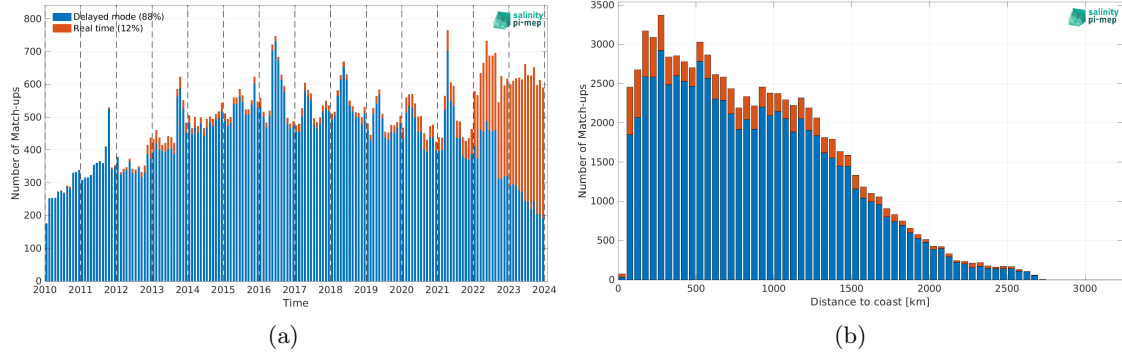 Delayed mode (88%)
Real time (12%)
salinity
pi-mep
800
700
600
500
400
300
200
100
0
Number of Match-ups
2010 2011 2012 2013 2014 2015 2016 2017 2018 2019 2020 2021 2022 2023 2024
Time
(a)
salinity
pi-mep
3500
3000
2500
2000
1500
1000
500
0
Number of Match-ups
0 500 1000 1500 2000 2500 3000
Distance to coast [km]
(b)